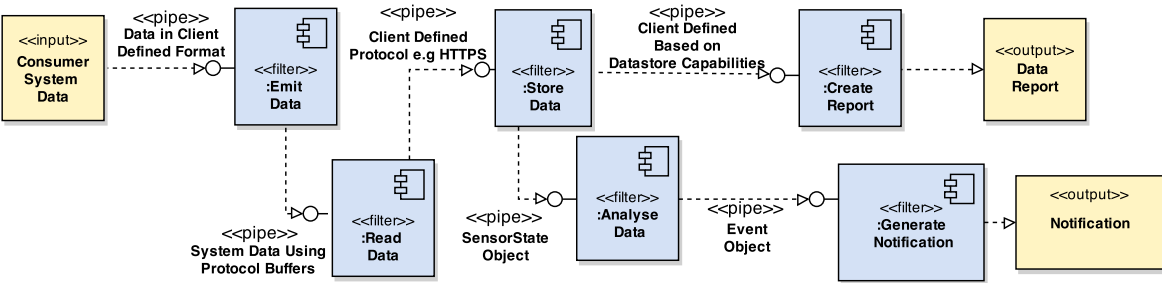 <<input>>
Consumer
System
Data
<<pipe>>
Data in Client
Defined Format
<<filter>>
:Emit
Data
<<pipe>>
System Data Using
Protocol Buffers
<<filter>>
:Read
Data
<<pipe>>
Client Defined
Protocol e.g HTTPS
<<filter>>
:Store
Data
<<pipe>>
Client Defined
Based on
Datastore Capabilities
<<filter>>
:Create
Report
<<output>>
Data
Report
<<pipe>>
SensorState
Object
<<filter>>
:Analyse
Data
<<pipe>>
Event
Object
<<filter>>
:Generate
Notification
<<output>>
Notification